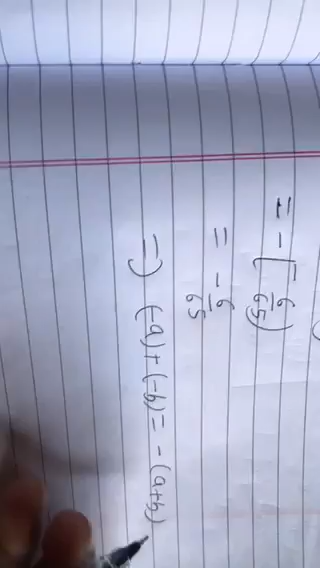 = - ( - 6/65 )
= - 6/65
⇒ (-a) + (-b) = - (a+b)